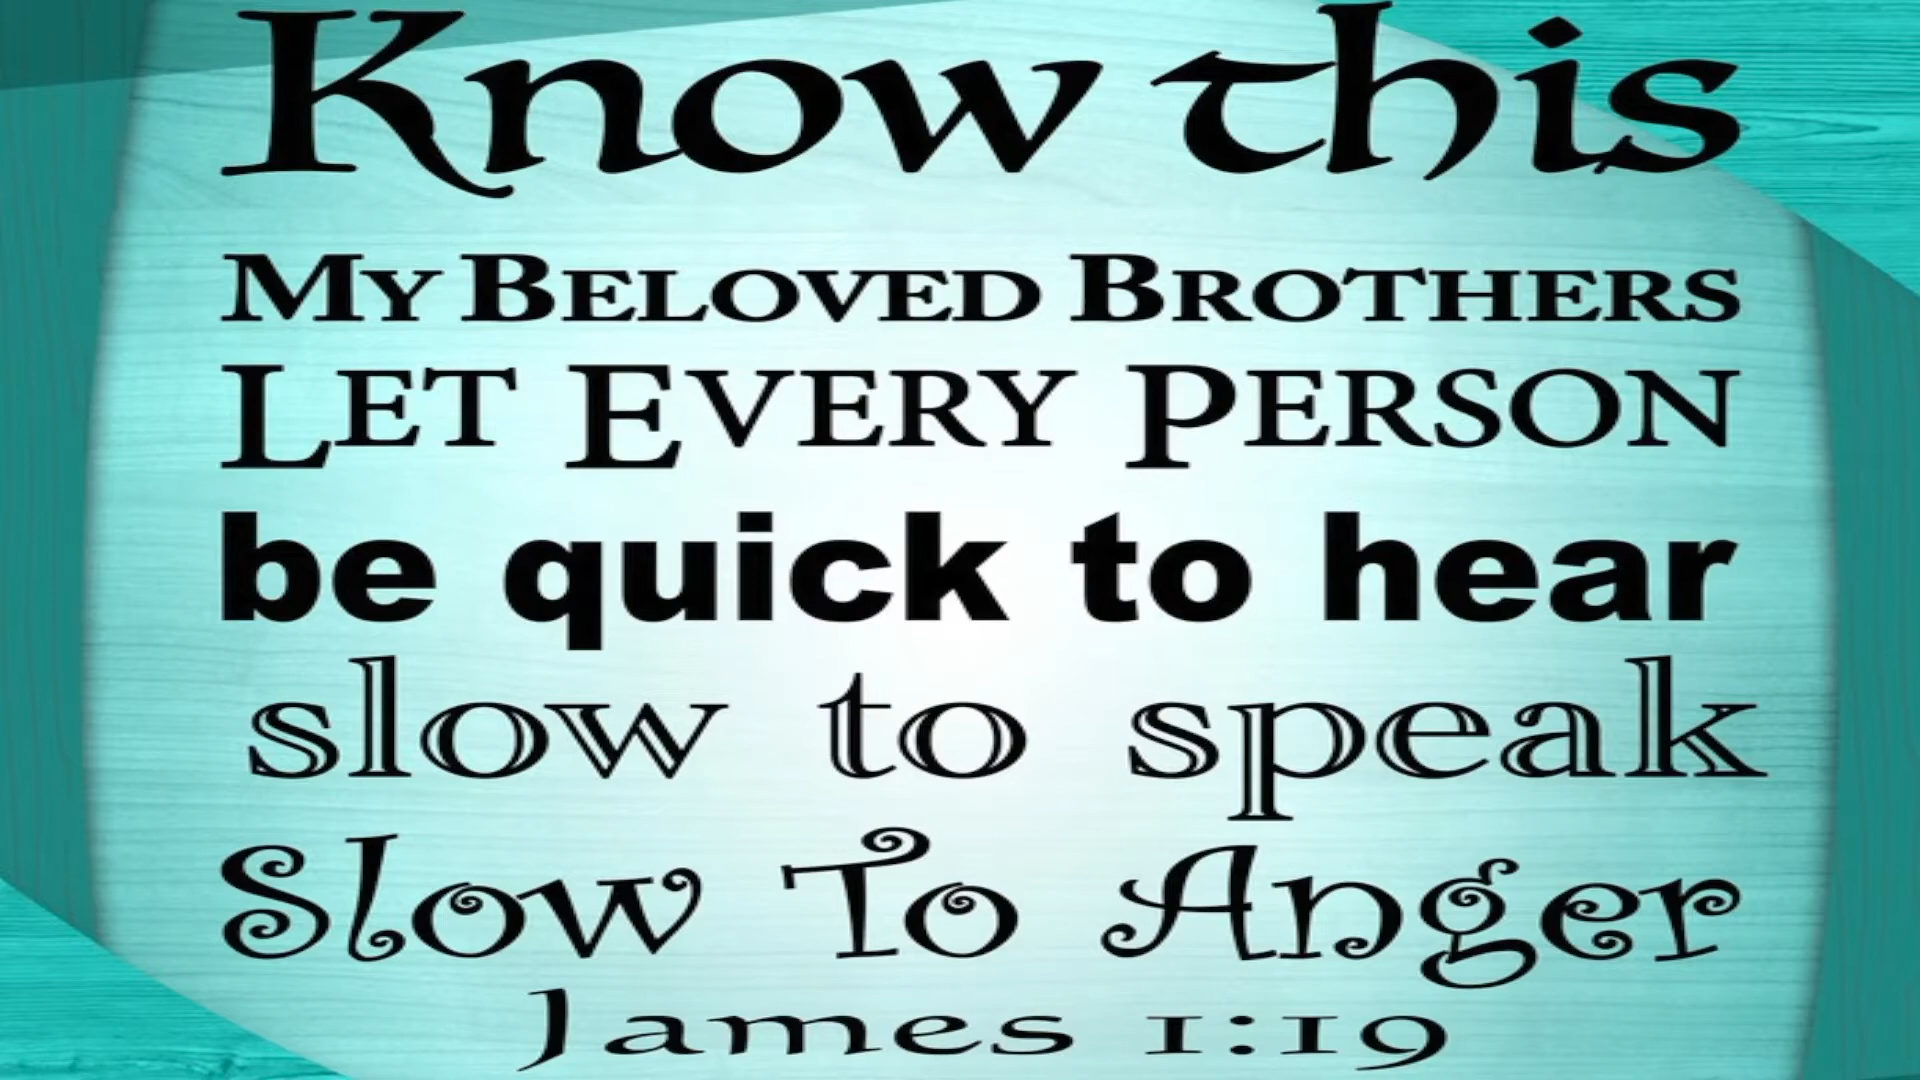 Know this
My Beloved Brothers
Let Every Person
be quick to hear
slow to speak
Slow To Anger
James 1:19